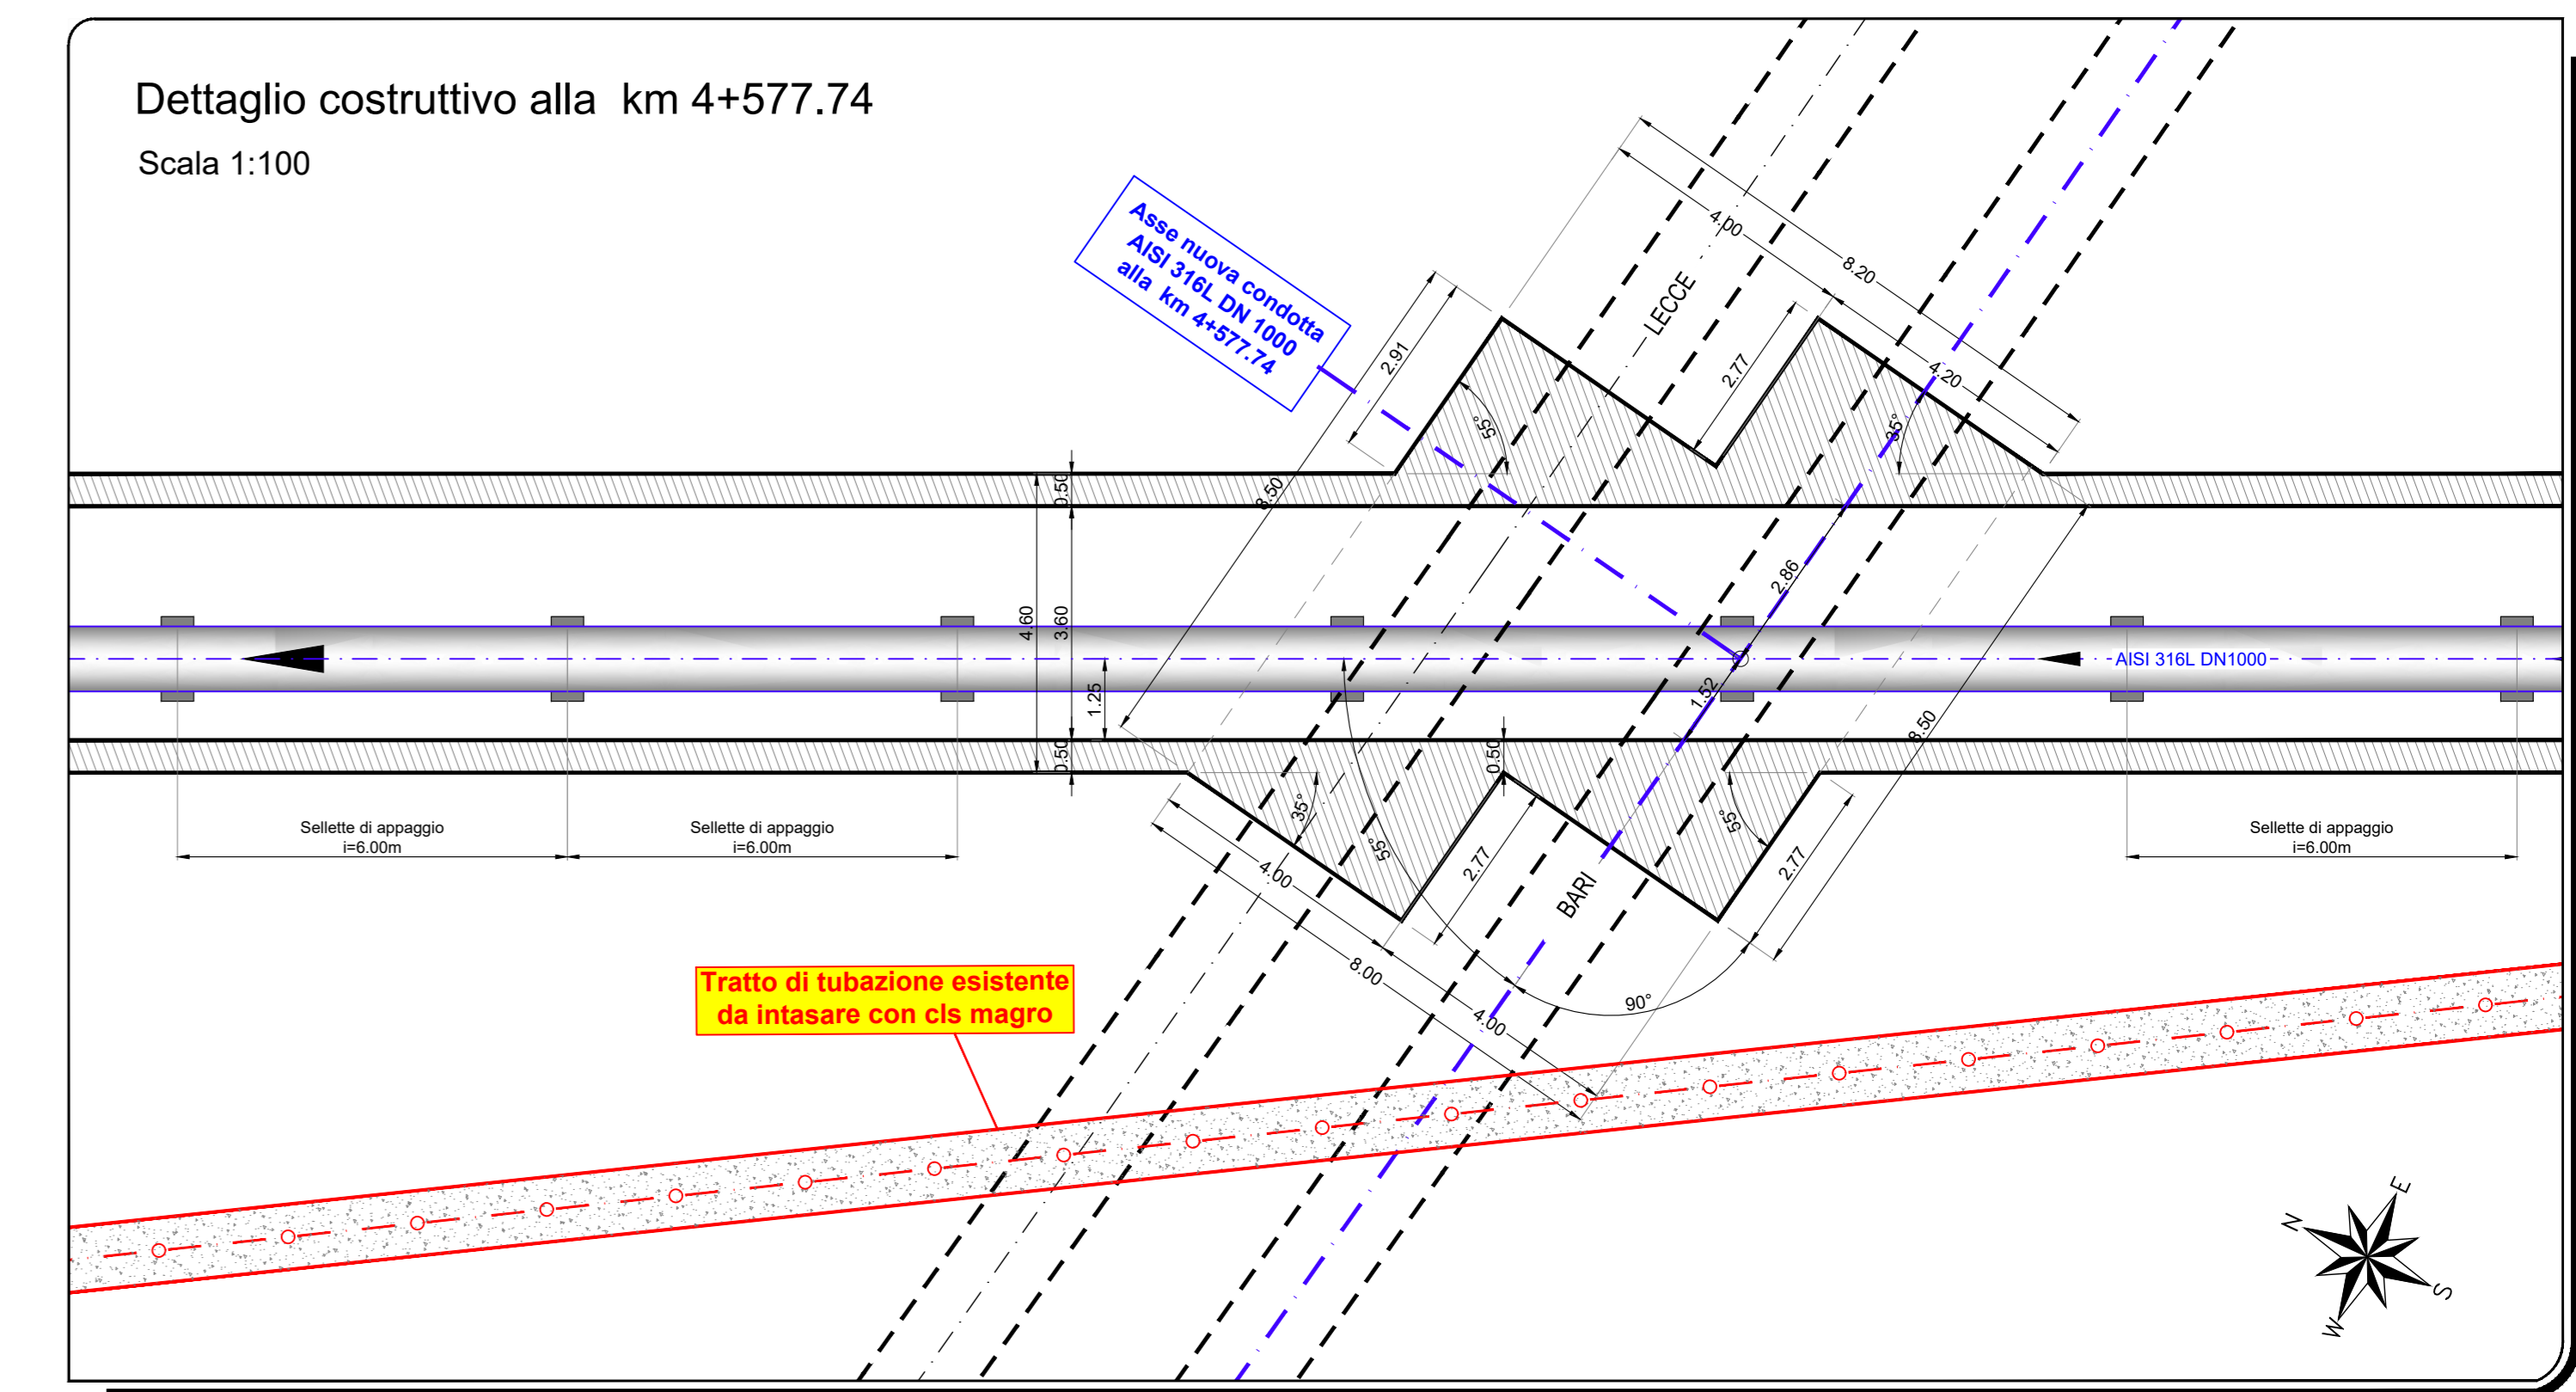 Dettaglio costruttivo alla km 4+577.74
Scala 1:100
Asse nuova condotta
AISI 316L DN 1000
alla km 4+577.74
4.00
8.20
LECCE
2.91
2.77
4.20
55°
35°
8.50
0.50
4.60
3.60
2.86
AISI 316L DN1000
1.25
1.52
8.50
0.50
0.50
Sellette di appaggio
i=6.00m
Sellette di appaggio
i=6.00m
Sellette di appaggio
i=6.00m
35°
55°
55°
4.00
2.77
2.77
BARI
8.00
4.00
90°
Tratto di tubazione esistente
da intasare con cls magro
N
E
S
W